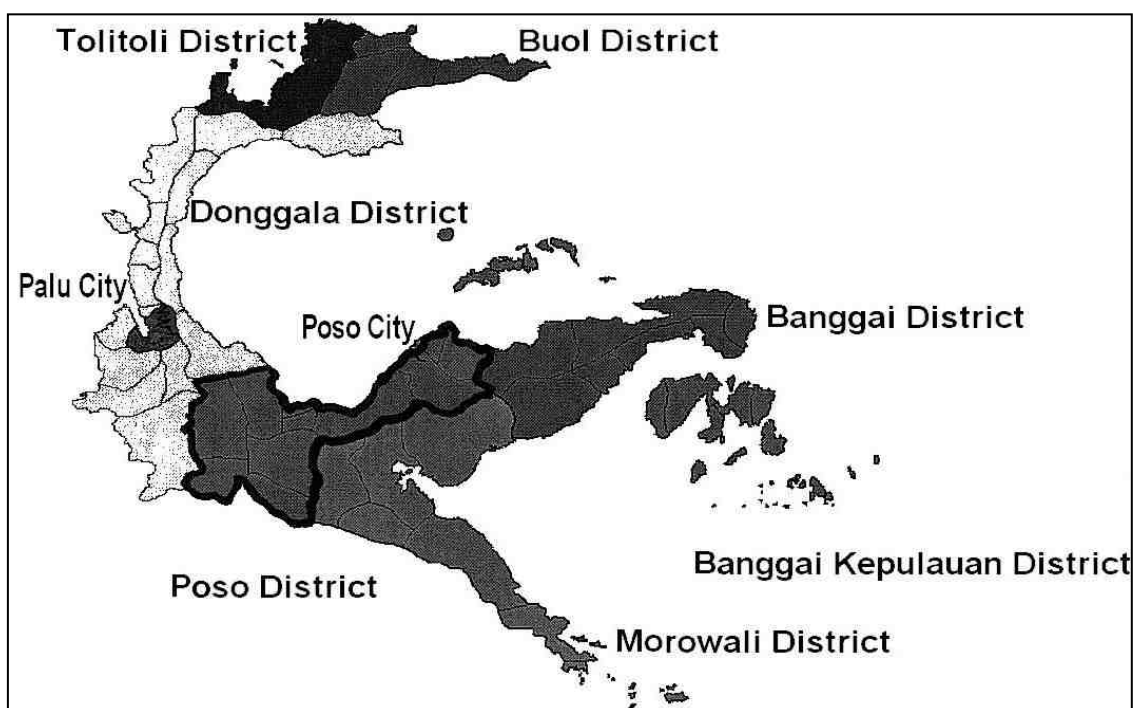 Tolitoli District
Buol District
Donggala District
Palu City
Poso City
Banggai District
Poso District
Banggai Kepulauan District
Morowali District